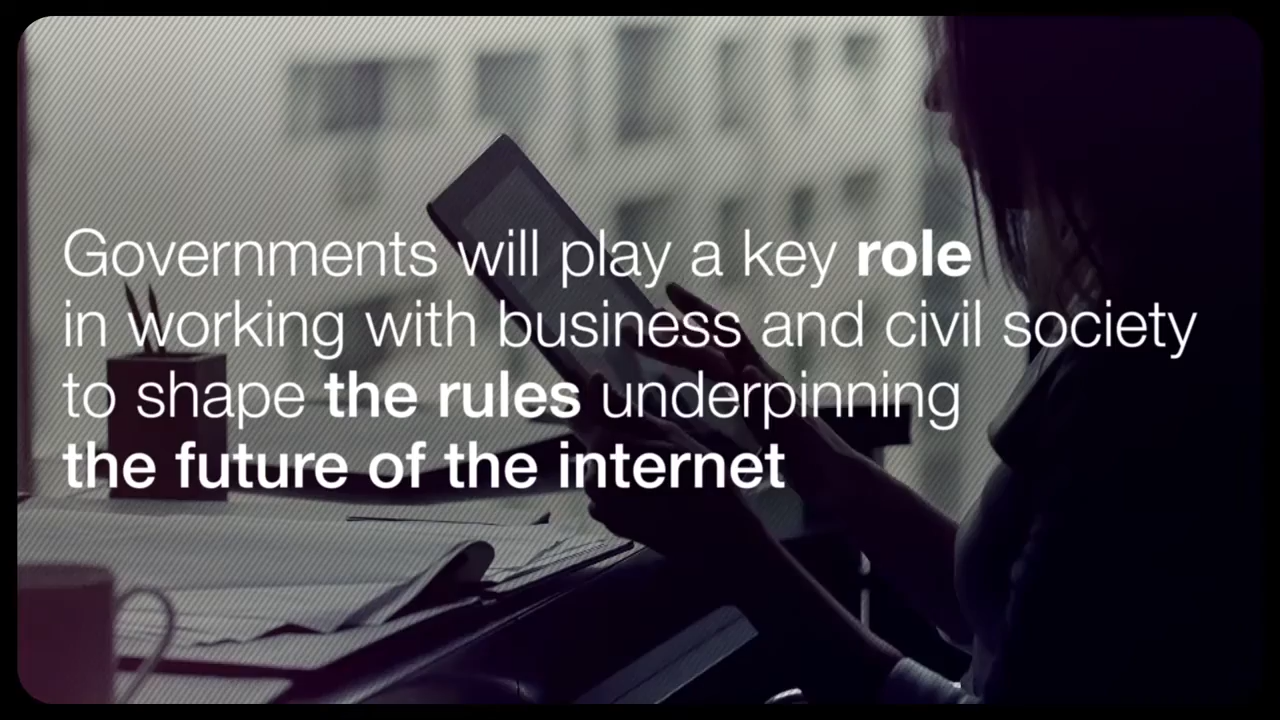 Governments will play a key role
in working with business and civil society
to shape the rules underpinning
the future of the internet